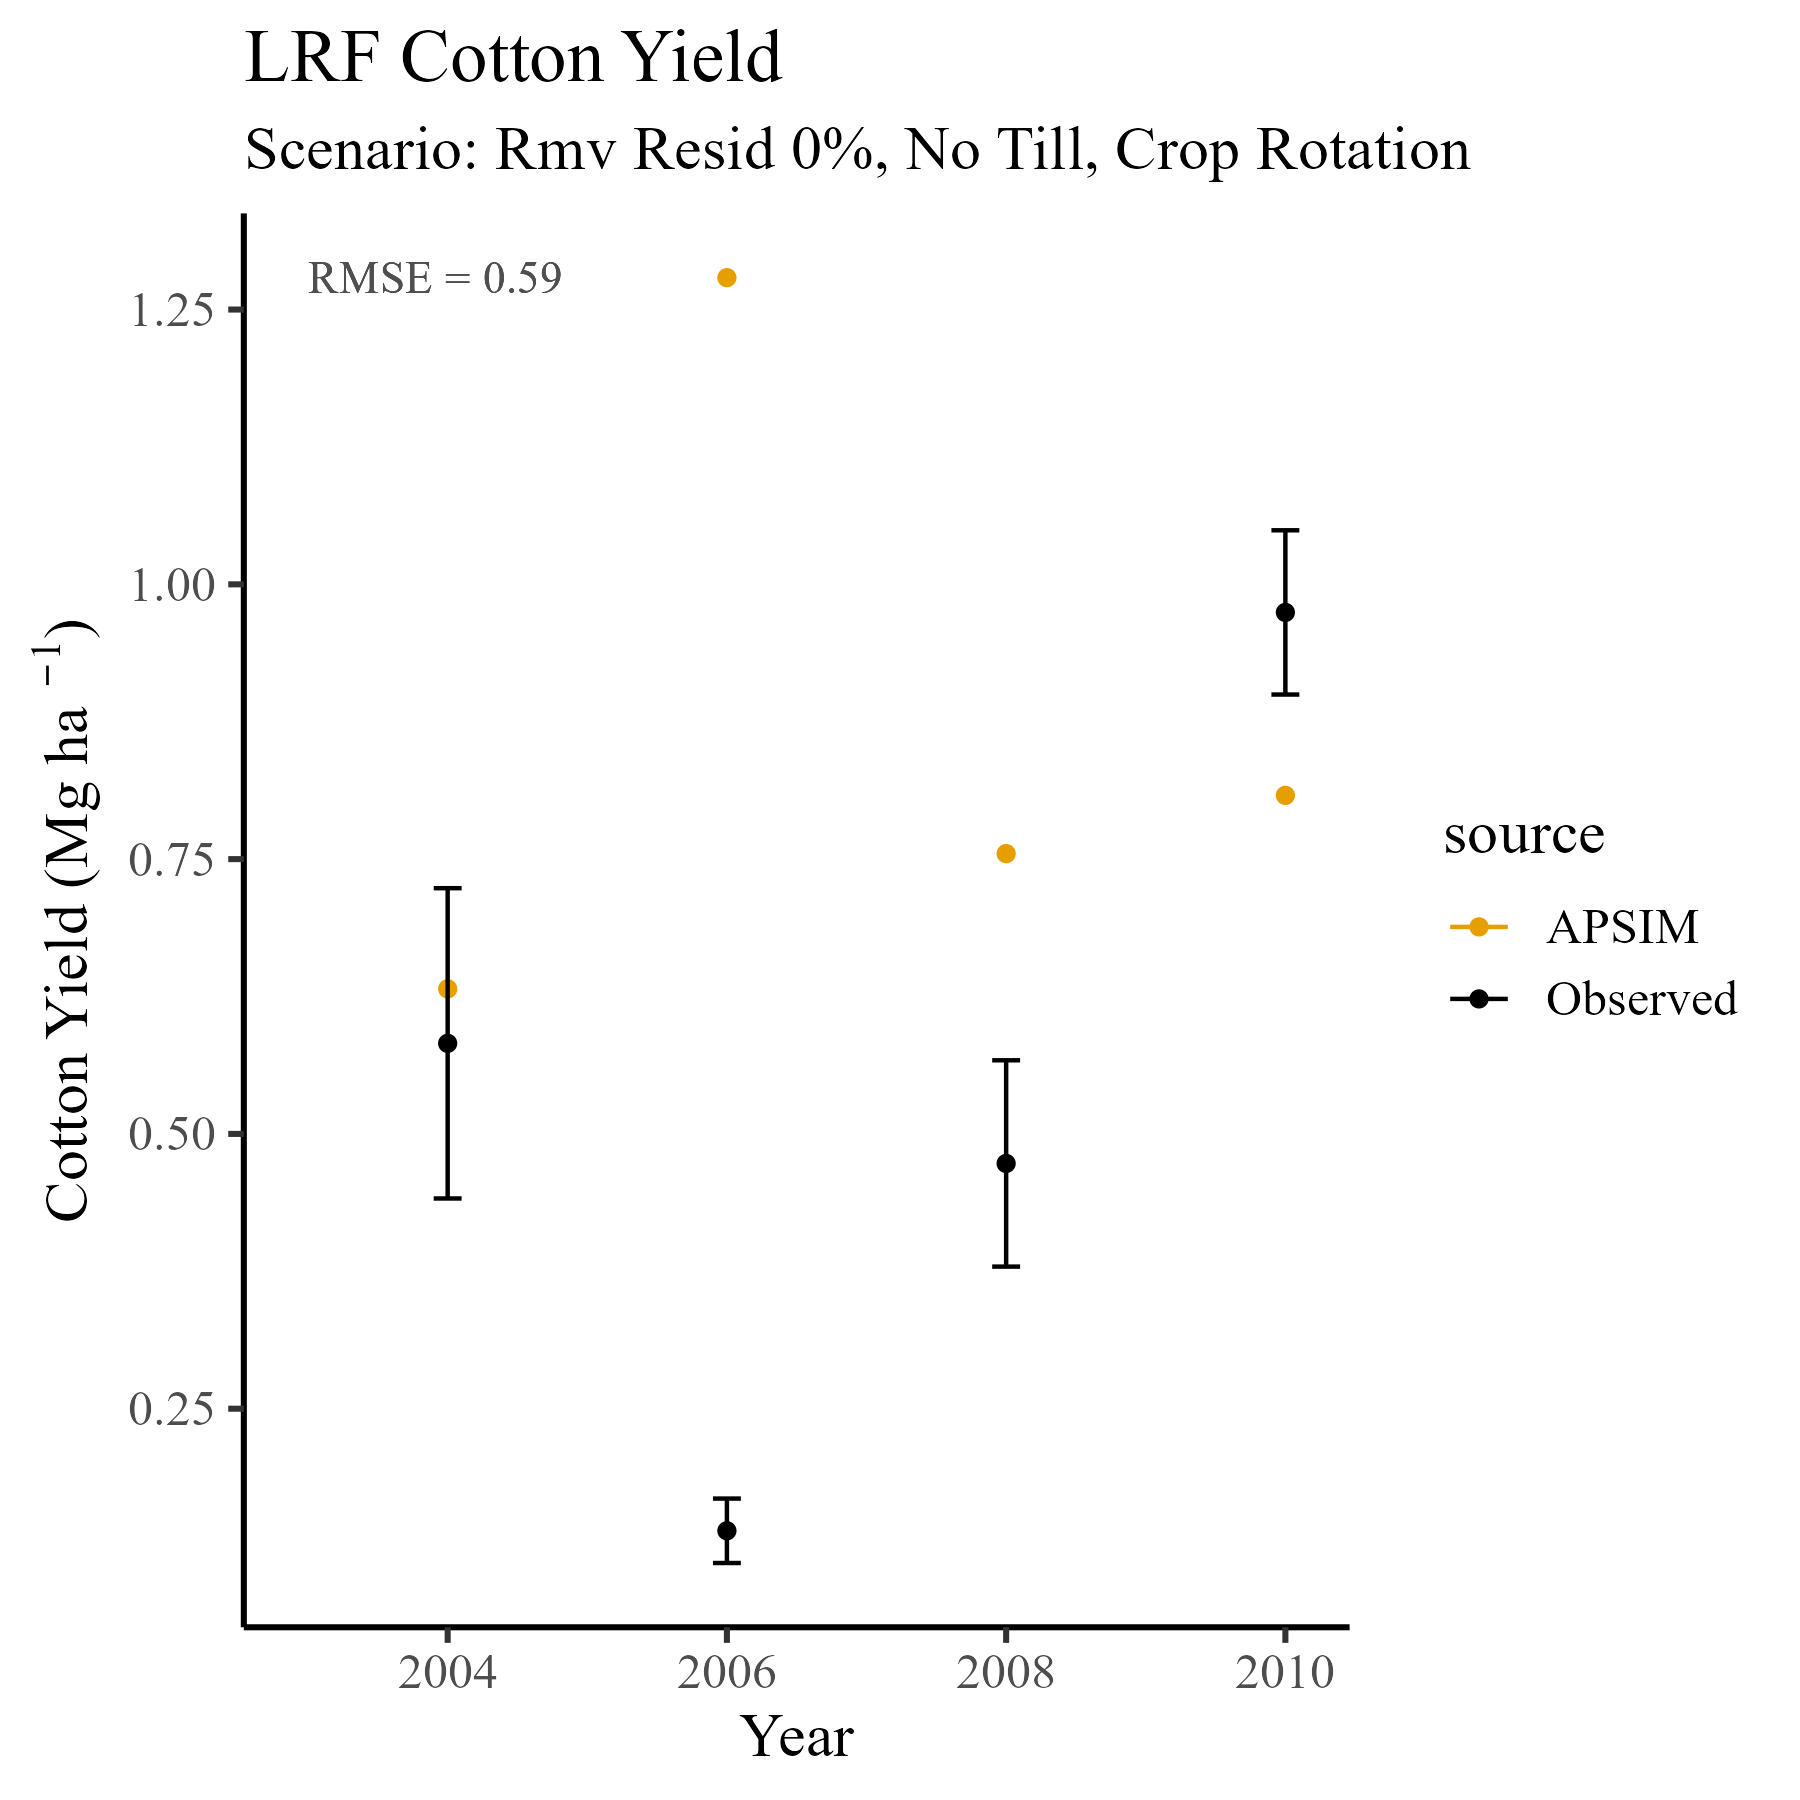 LRF Cotton Yield
Scenario: Rmv Resid 0%, No Till, Crop Rotation
RMSE = 0.59
1.25
1.00
0.75
0.50
0.25
Cotton Yield (Mg ha −1)
2004 2006 2008 2010
Year
source
APSIM
Observed